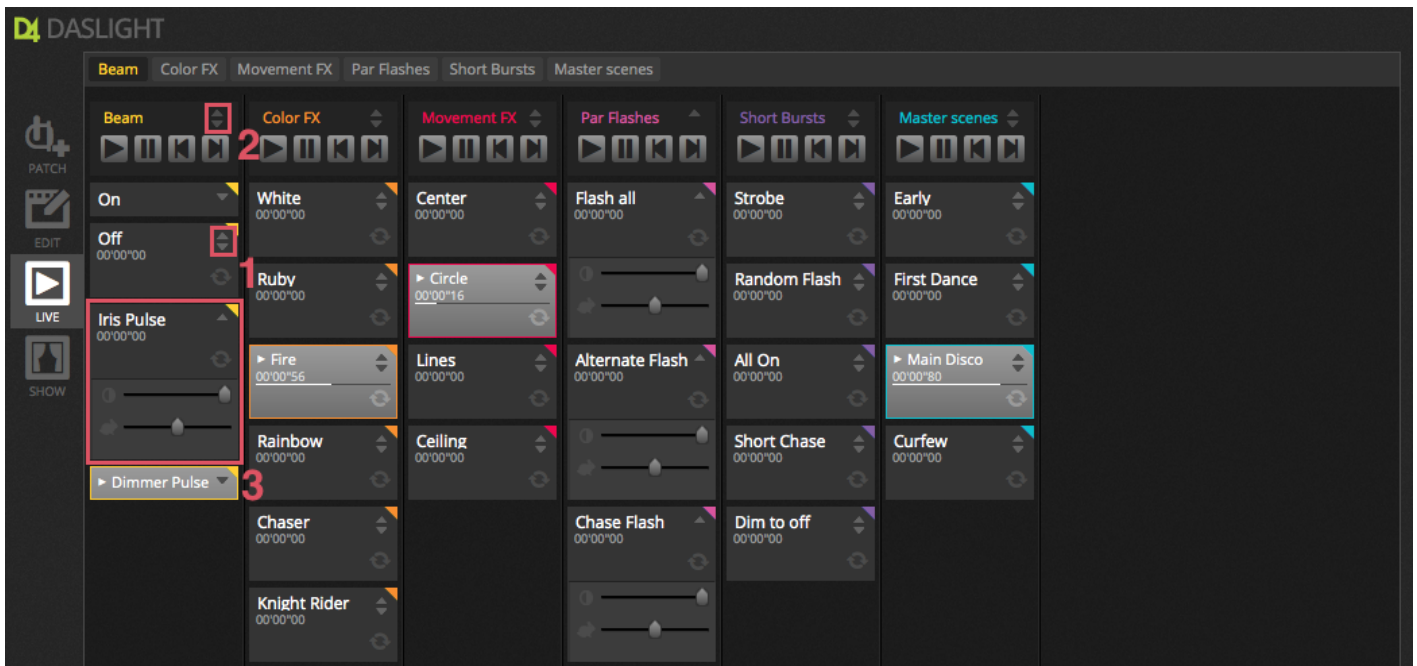 D4 DASLIGHT
Beam Color FX Movement FX Par Flashes Short Bursts Master scenes
PATCH
EDIT
LIVE
SHOW
Beam
2
On
Off
00'00"00
1
Iris Pulse
00'00"00
Dimmer Pulse
3
Color FX
White
00'00"00
Ruby
00'00"00
Fire
00'00"56
Rainbow
00'00"00
Chaser
00'00"00
Knight Rider
00'00"00
Movement FX
Center
00'00"00
Circle
00'00"16
Lines
00'00"00
Ceiling
00'00"00
Par Flashes
Flash all
00'00"00
Alternate Flash
00'00"00
Chase Flash
00'00"00
Short Bursts
Strobe
00'00"00
Random Flash
00'00"00
All On
00'00"00
Short Chase
00'00"00
Dim to off
00'00"00
Master scenes
Early
00'00"00
First Dance
00'00"00
Main Disco
00'00"80
Curfew
00'00"00